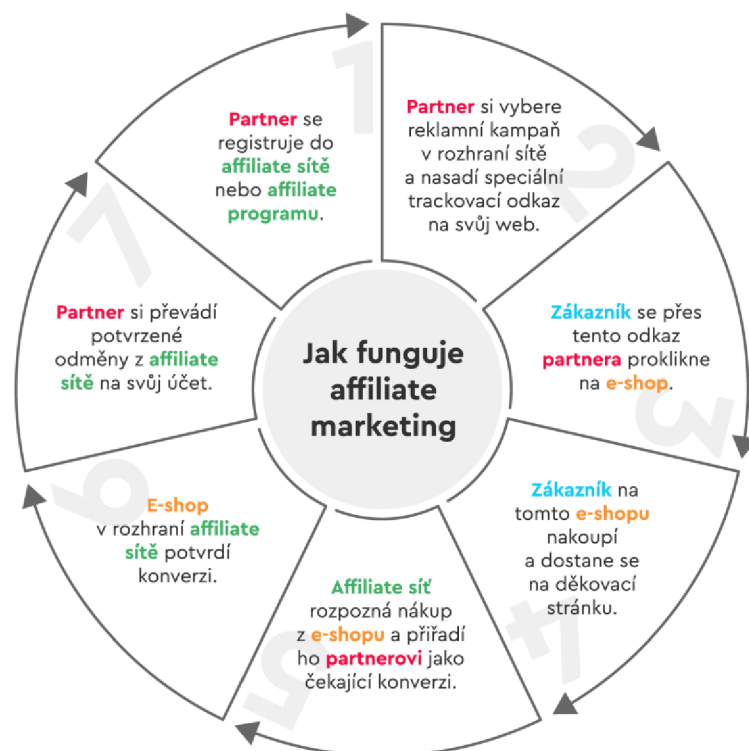 Jak funguje
affiliate
marketing
1
Partner se
registruje do
affiliate sítě
nebo affiliate
programu.
2
Partner si vybere
reklamní kampaň
v rozhraní sítě
a nasadí speciální
trackovací odkaz
na svůj web.
3
Zákazník se přes
tento odkaz
partnera proklikne
na e-shop.
4
Zákazník na
tomto e-shopu
nakoupí
a dostane se
na děkovací
stránku.
5
Affiliate síť
rozpozná nákup
z e-shopu a přiřadí
ho partnerovi jako
čekající konverzi.
6
E-shop
v rozhraní affiliate
sítě potvrdí
konverzi.
7
Partner si převádí
potvrzené
odměny z affiliate
sítě na svůj účet.